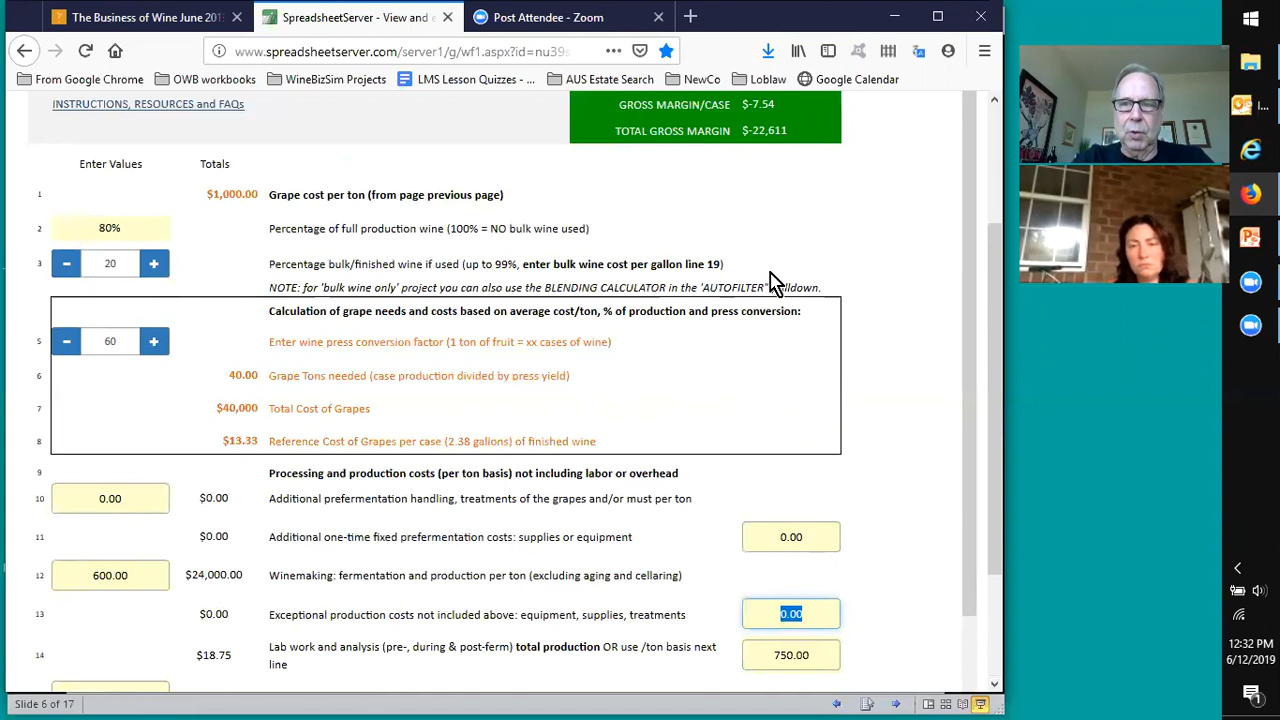 The Business of Wine June 201
SpreadsheetServer - View and e
Post Attendee - Zoom
www.spreadsheetserver.com/server1/g/wf1.aspx?id=nu39s
From Google Chrome
OWB workbooks
WineBizSim Projects
LMS Lesson Quizzes
AUS Estate Search
NewCo
Loblaw
Google Calendar
INSTRUCTIONS, RESOURCES and FAQs
GROSS MARGIN/CASE $-7.54
TOTAL GROSS MARGIN $-22,611
Enter Values Totals
1 $1,000.00 Grape cost per ton (from page previous page)
2 80% Percentage of full production wine (100% = NO bulk wine used)
3 - 20 + Percentage bulk/finished wine if used (up to 99%, enter bulk wine cost per gallon line 19)
NOTE: for 'bulk wine only' project you can also use the BLENDING CALCULATOR in the 'AUTOFILTER"
Calculation of grape needs and costs based on average cost/ton, % of production and press conversion:
5 - 60 + Enter wine press conversion factor (1 ton of fruit = xx cases of wine)
6 40.00 Grape Tons needed (case production divided by press yield)
7 $40,000 Total Cost of Grapes
8 $13.33 Reference Cost of Grapes per case (2.38 gallons) of finished wine
9 Processing and production costs (per ton basis) not including labor or overhead
10 0.00 $0.00 Additional prefermentation handling, treatments of the grapes and/or must per ton
11 $0.00 Additional one-time fixed prefermentation costs: supplies or equipment 0.00
12 600.00 $24,000.00 Winemaking: fermentation and production per ton (excluding aging and cellaring)
13 $0.00 Exceptional production costs not included above: equipment, supplies, treatments 0.00
14 $18.75 Lab work and analysis (pre-, during & post-ferm) total production OR use /ton basis next
line 750.00
Slide 6 of 17
12:32 PM
6/12/2019
1